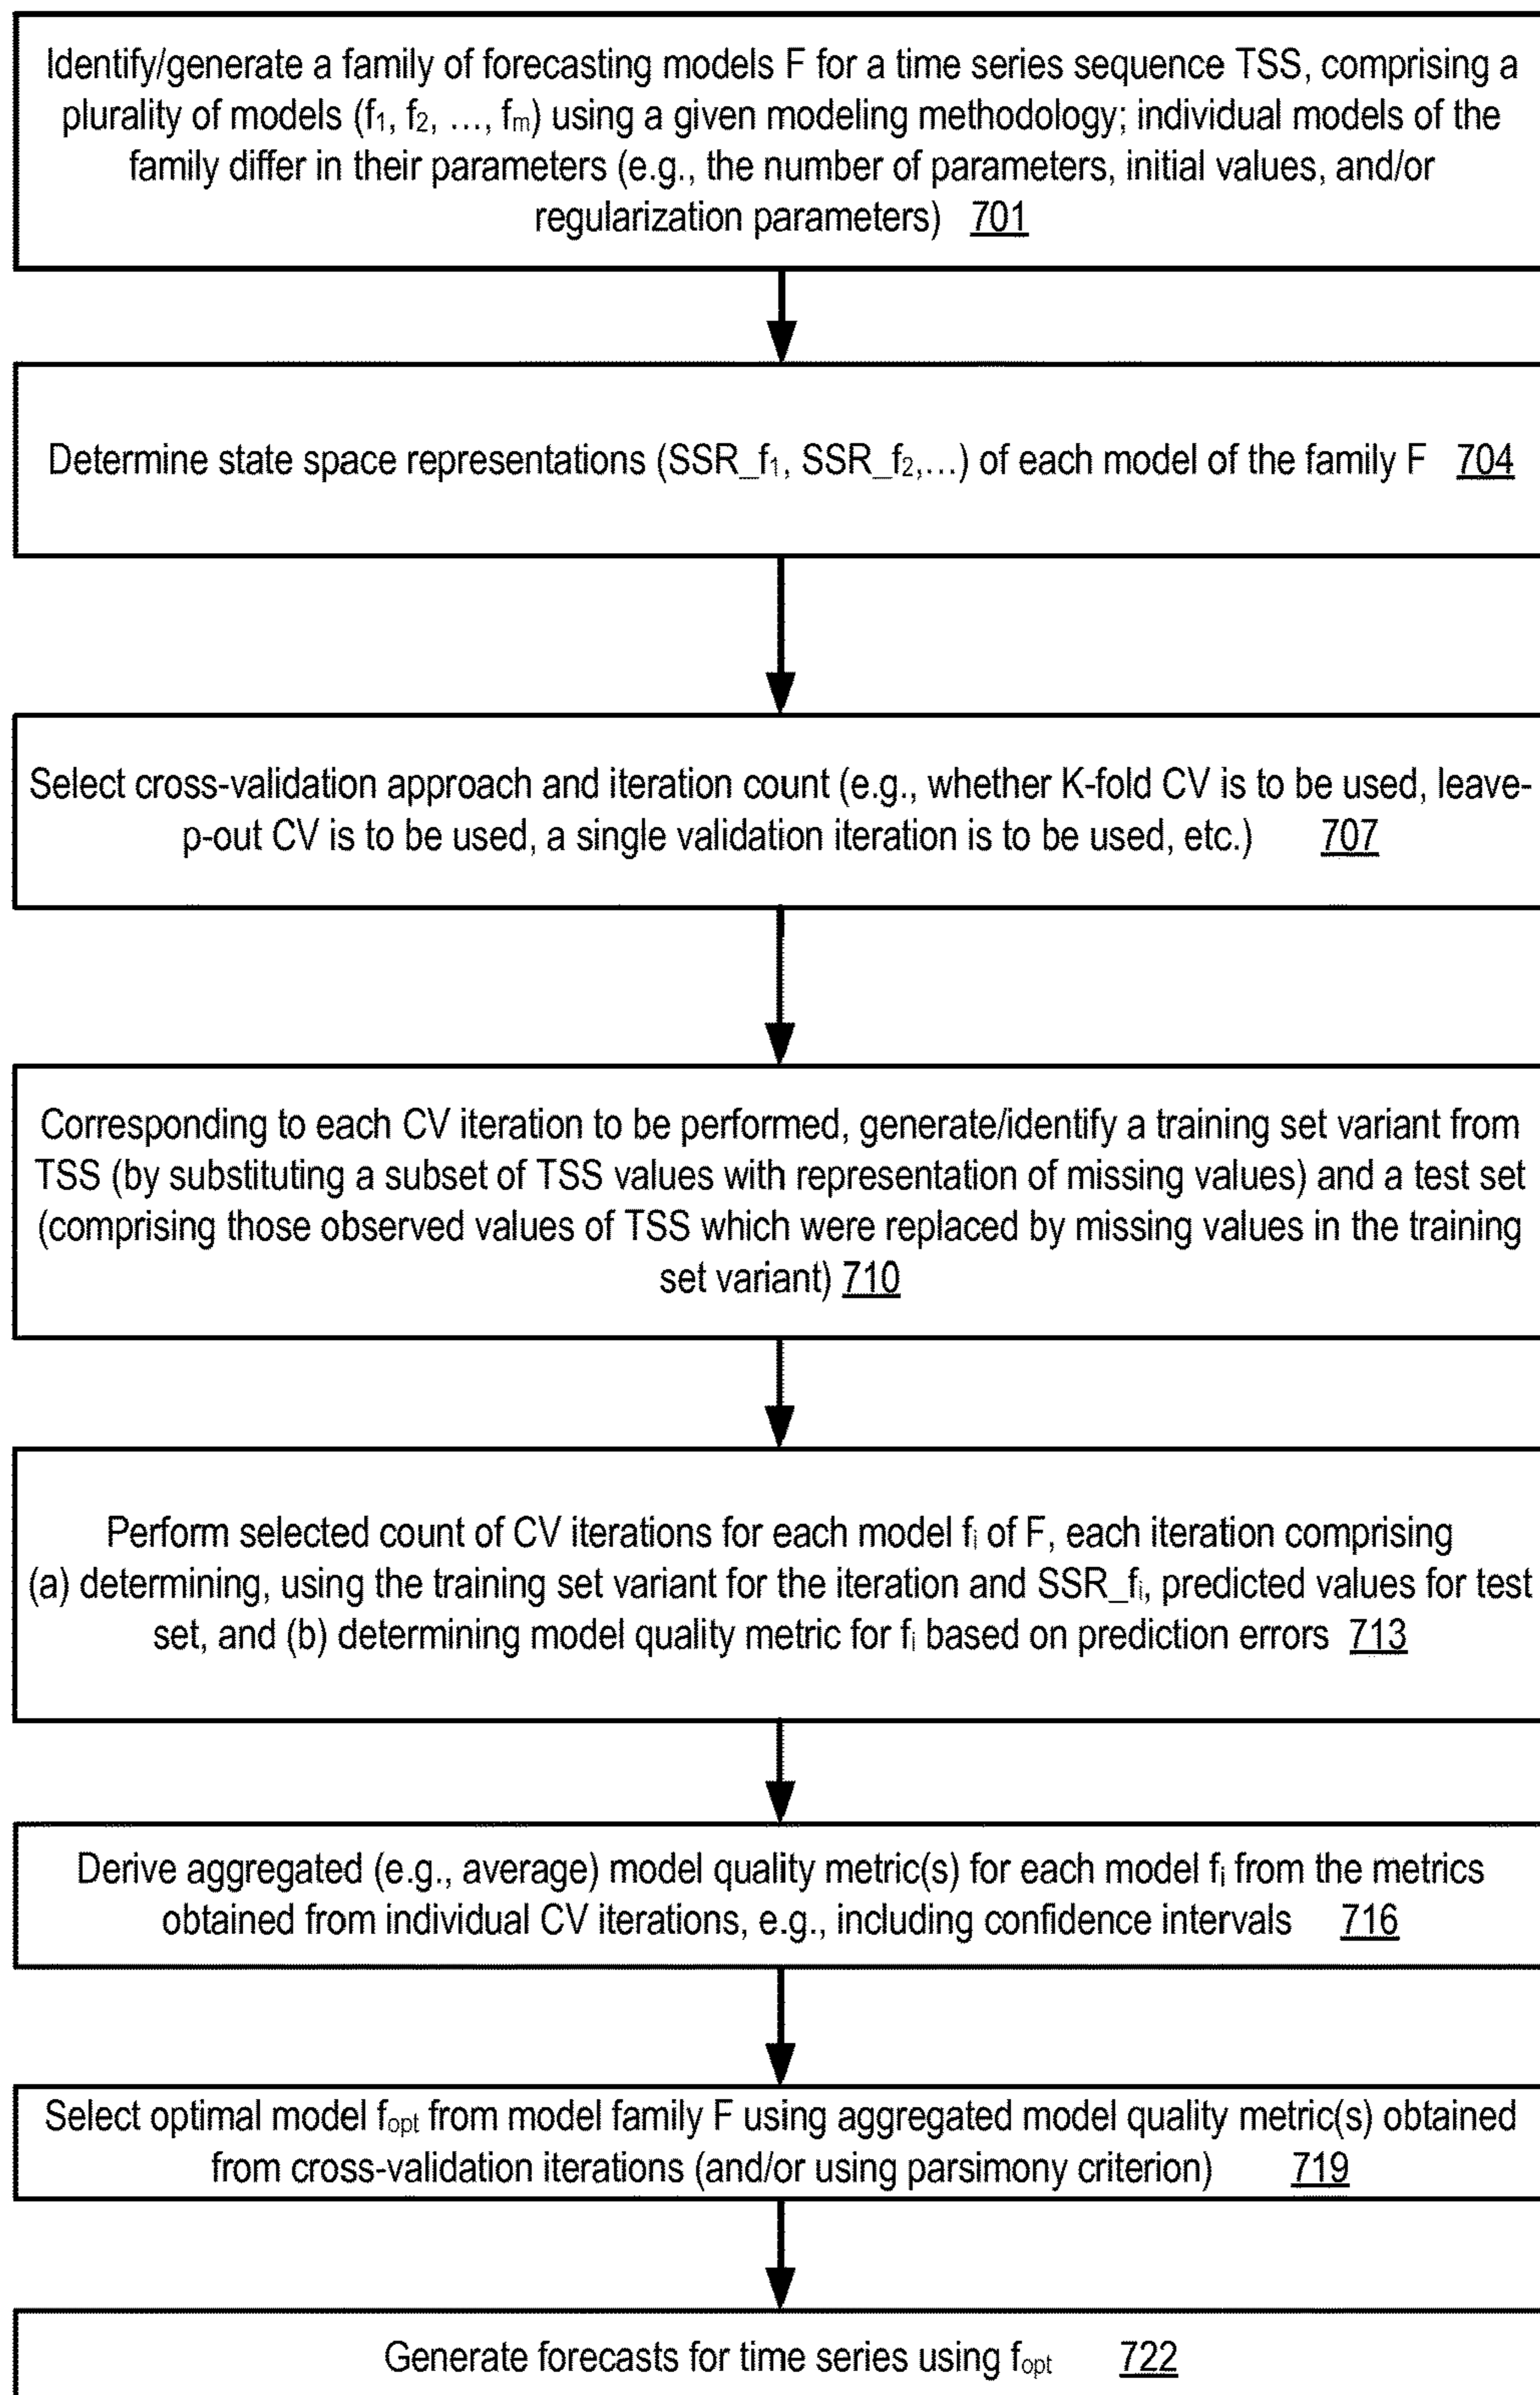 Identify/generate a family of forecasting models F for a time series sequence TSS, comprising a
plurality of models (f₁, f₂, ..., fₘ) using a given modeling methodology; individual models of the
family differ in their parameters (e.g., the number of parameters, initial values, and/or
regularization parameters) 701
Determine state space representations (SSR_f₁, SSR_f₂,...) of each model of the family F 704
Select cross-validation approach and iteration count (e.g., whether K-fold CV is to be used, leave-
p-out CV is to be used, a single validation iteration is to be used, etc.) 707
Corresponding to each CV iteration to be performed, generate/identify a training set variant from
TSS (by substituting a subset of TSS values with representation of missing values) and a test set
(comprising those observed values of TSS which were replaced by missing values in the training
set variant) 710
Perform selected count of CV iterations for each model fᵢ of F, each iteration comprising
(a) determining, using the training set variant for the iteration and SSR_fᵢ, predicted values for test
set, and (b) determining model quality metric for fᵢ based on prediction errors 713
Derive aggregated (e.g., average) model quality metric(s) for each model fᵢ from the metrics
obtained from individual CV iterations, e.g., including confidence intervals 716
Select optimal model fopt from model family F using aggregated model quality metric(s) obtained
from cross-validation iterations (and/or using parsimony criterion) 719
Generate forecasts for time series using fopt 722